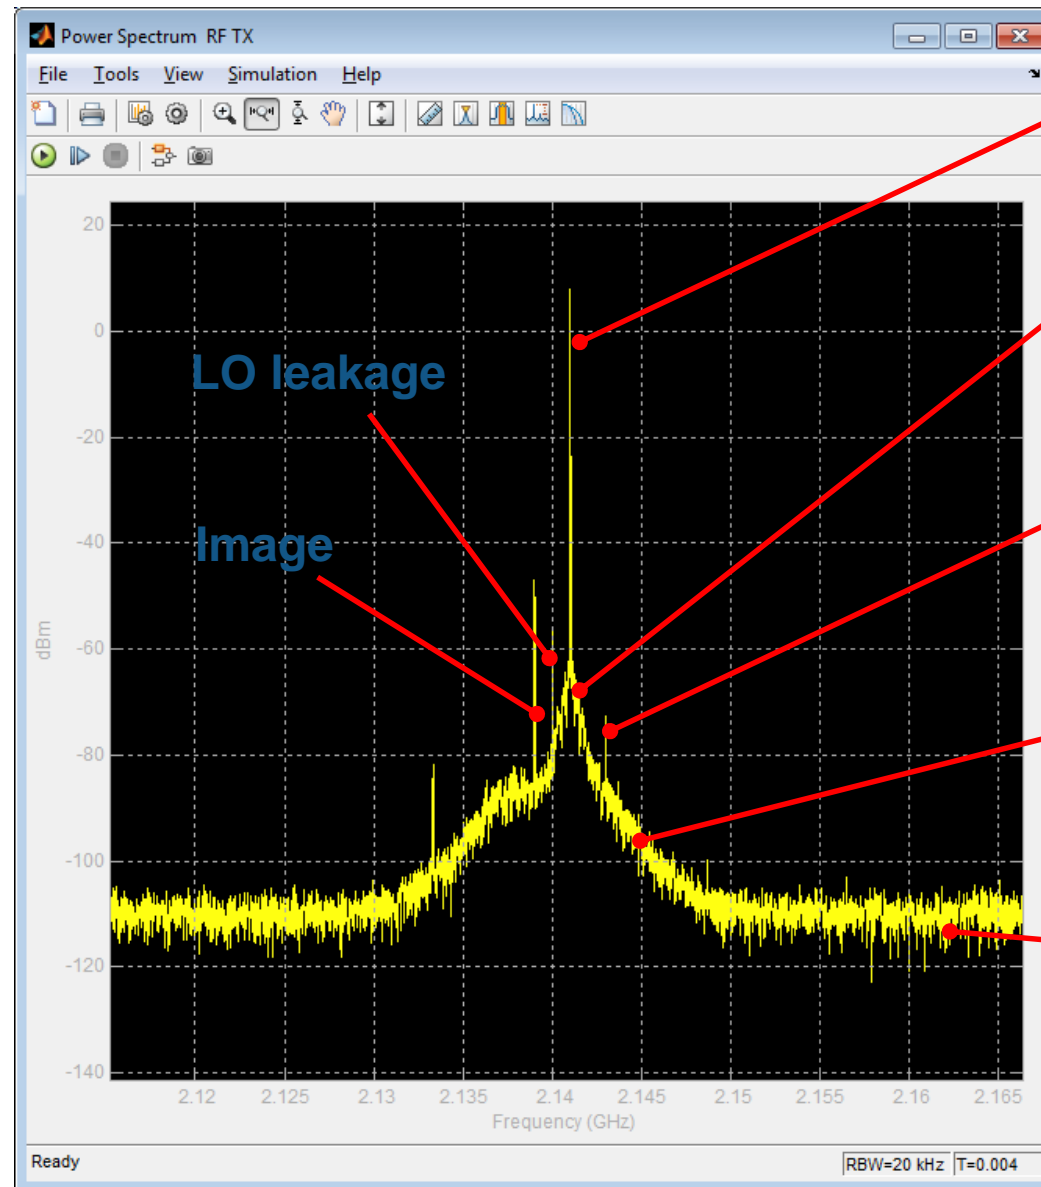 Power Spectrum RF TX
File Tools View Simulation Help
20
0
-20
-40
-60
-80
-100
-120
-140
dBm
LO leakage
Image
2.12 2.125 2.13 2.135 2.14 2.145 2.15 2.155 2.16 2.165
Frequency (GHz)
Ready RBW=20 kHz T=0.004